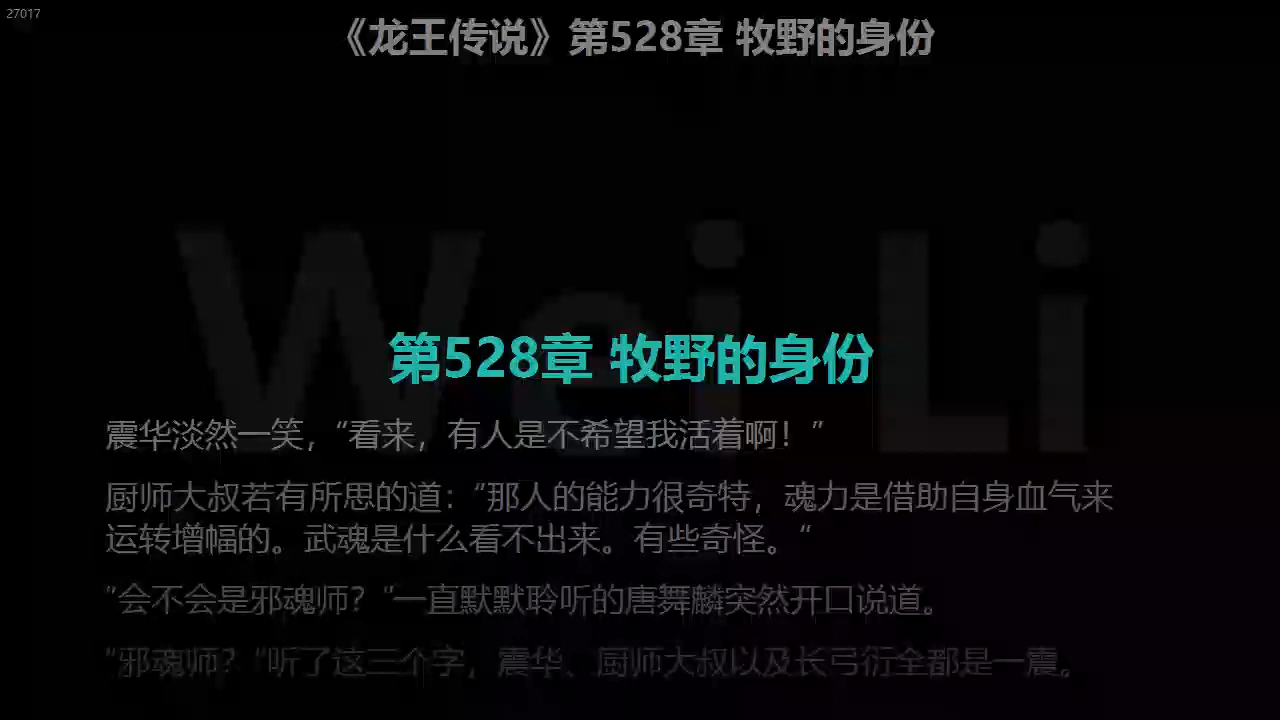 27017
《龙王传说》第528章 牧野的身份
Wei Li
第528章 牧野的身份
震华淡然一笑，“看来，有人是不希望我活着啊！”
厨师大叔若有所思的道：“那人的能力很奇特，魂力是借助自身血气来
运转增幅的。武魂是什么看不出来。有些奇怪。“
”会不会是邪魂师？“一直默默聆听的唐舞麟突然开口说道。
”邪魂师？“听了这三个字，震华、厨师大叔以及长弓衍全都是一震。